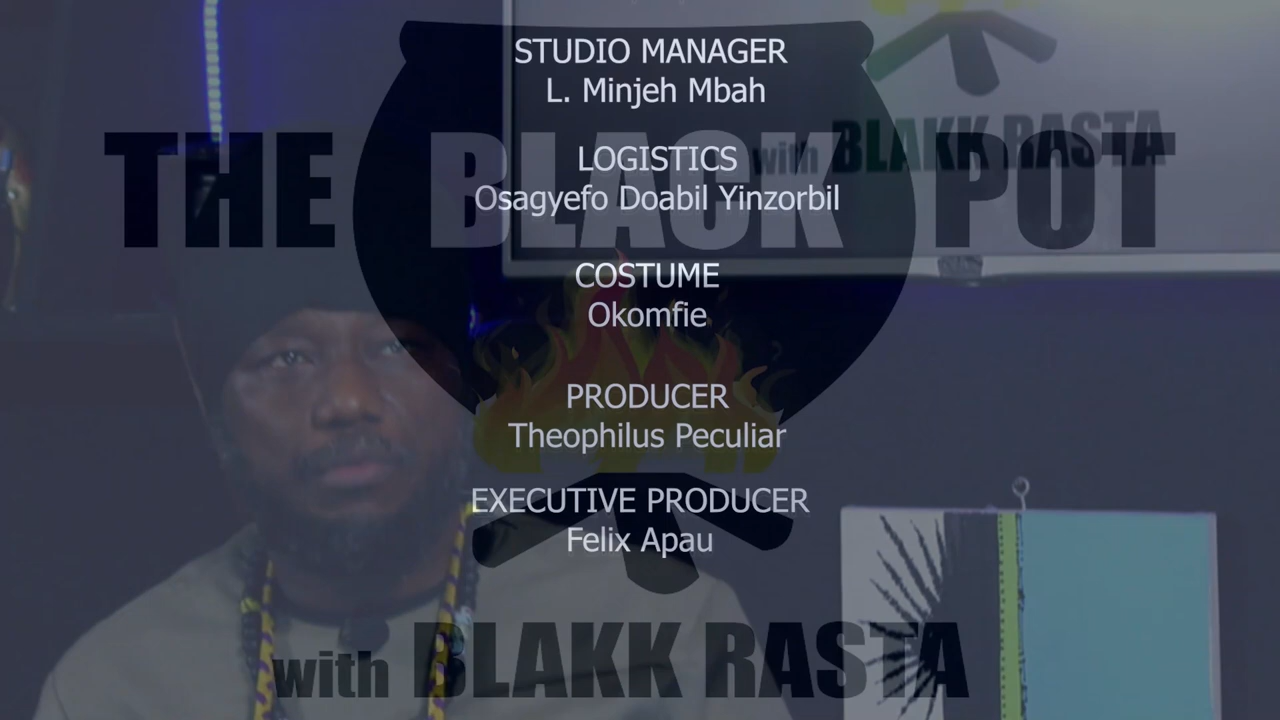 STUDIO MANAGER
L. Minjeh Mbah
with BLAKK RASTA
THE BLACK POT
LOGISTICS
Osagyefo Doabil Yinzorbil
COSTUME
Okomfie
PRODUCER
Theophilus Peculiar
EXECUTIVE PRODUCER
Felix Apau
with BLAKK RASTA